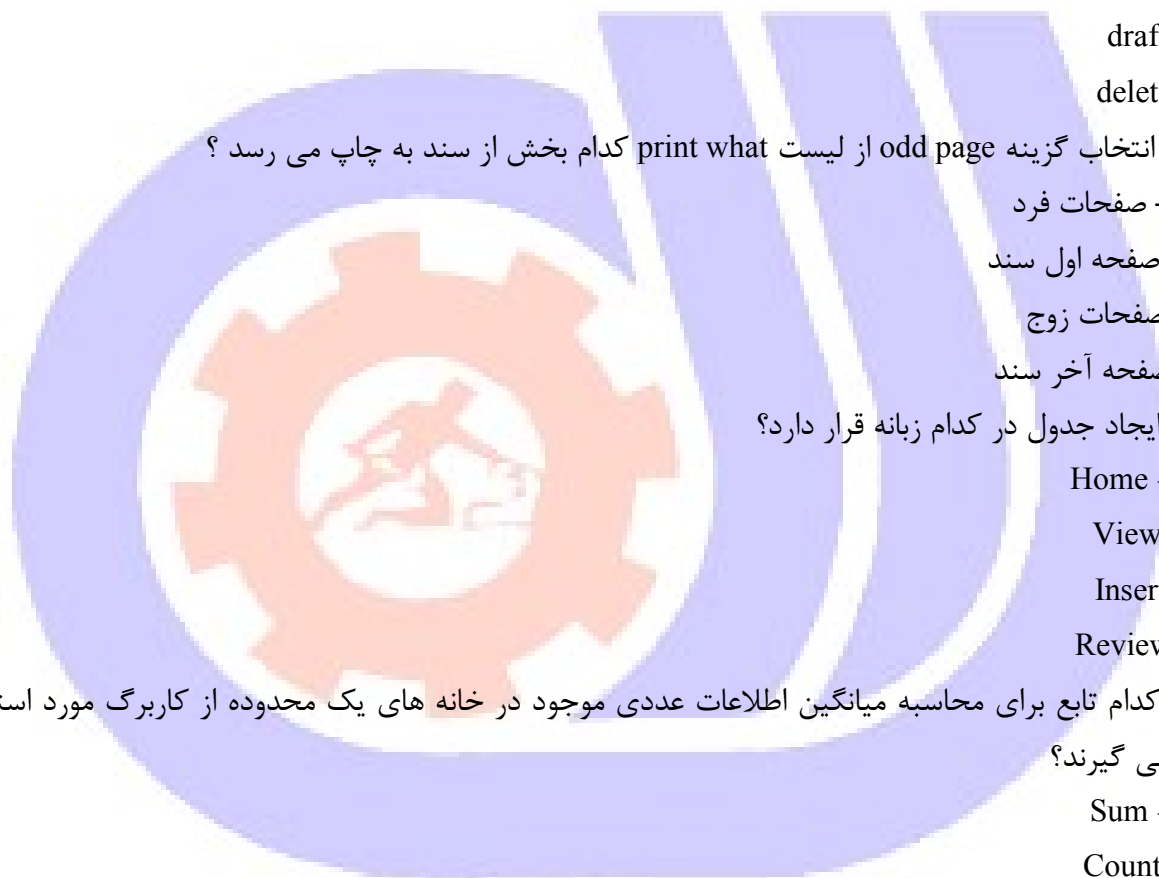 draf
delet
انتخاب گزینه odd page از لیست print what کدام بخش از سند به چاپ می رسد ؟
- صفحات فرد
صفحه اول سند
صفحات زوج
صفحه آخر سند
ایجاد جدول در کدام زبانه قرار دارد؟
Home -
View
Inser
Review
کدام تابع برای محاسبه میانگین اطلاعات عددی موجود در خانه های یک محدوده از کاربرگ مورد است
ی گیرند؟
Sum -
Count